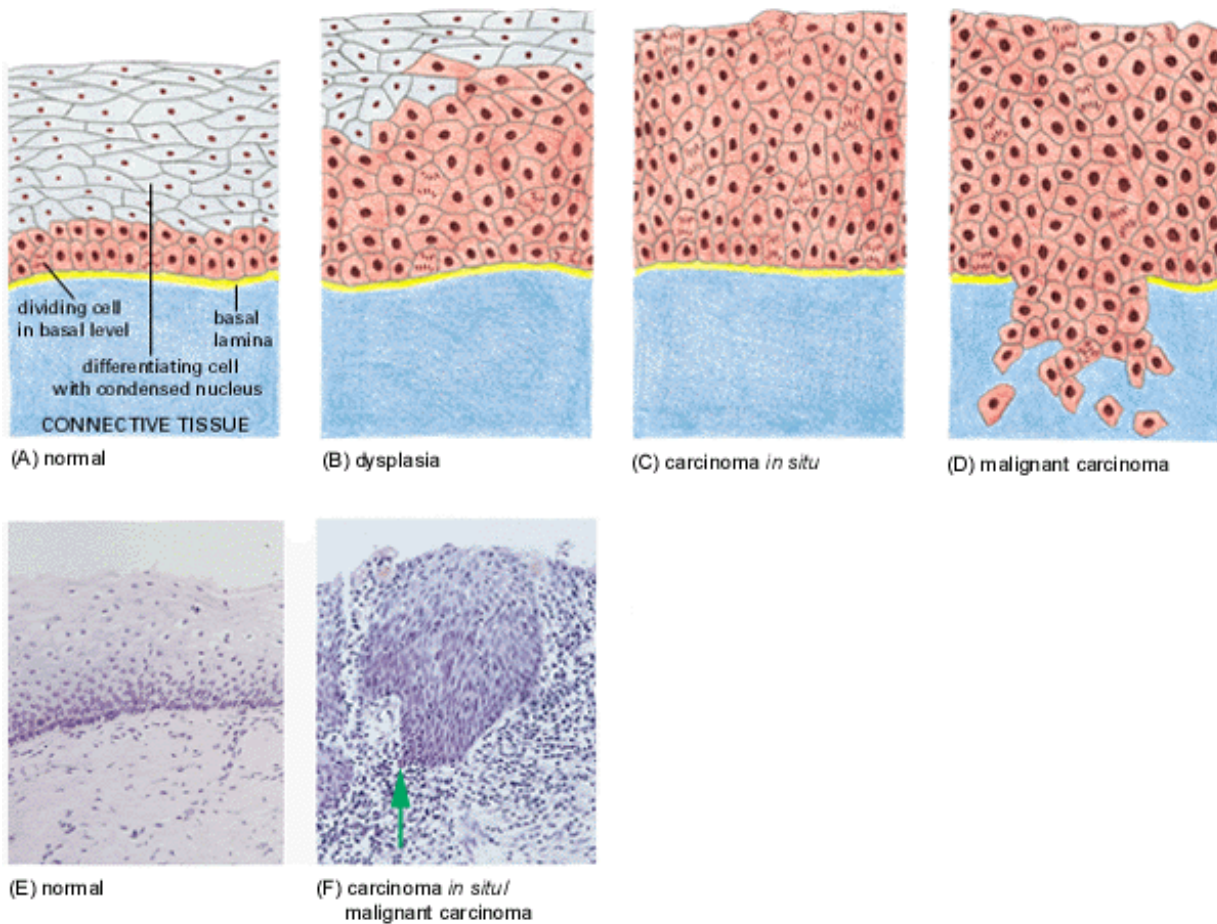 dividing cell
in basal level
basal
lamina
differentiating cell
with condensed nucleus
CONNECTIVE TISSUE
(A) normal
(B) dysplasia
(C) carcinoma in situ
(D) malignant carcinoma
(E) normal
(F) carcinoma in situ/
malignant carcinoma